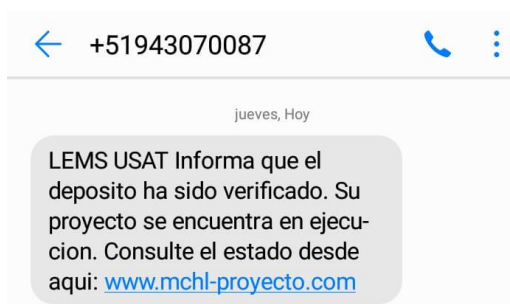 +51943070087
jueves, Hoy
LEMS USAT Informa que el
deposito ha sido verificado. Su
proyecto se encuentra en ejecu-
cion. Consulte el estado desde
aqui: www.mchl-proyecto.com